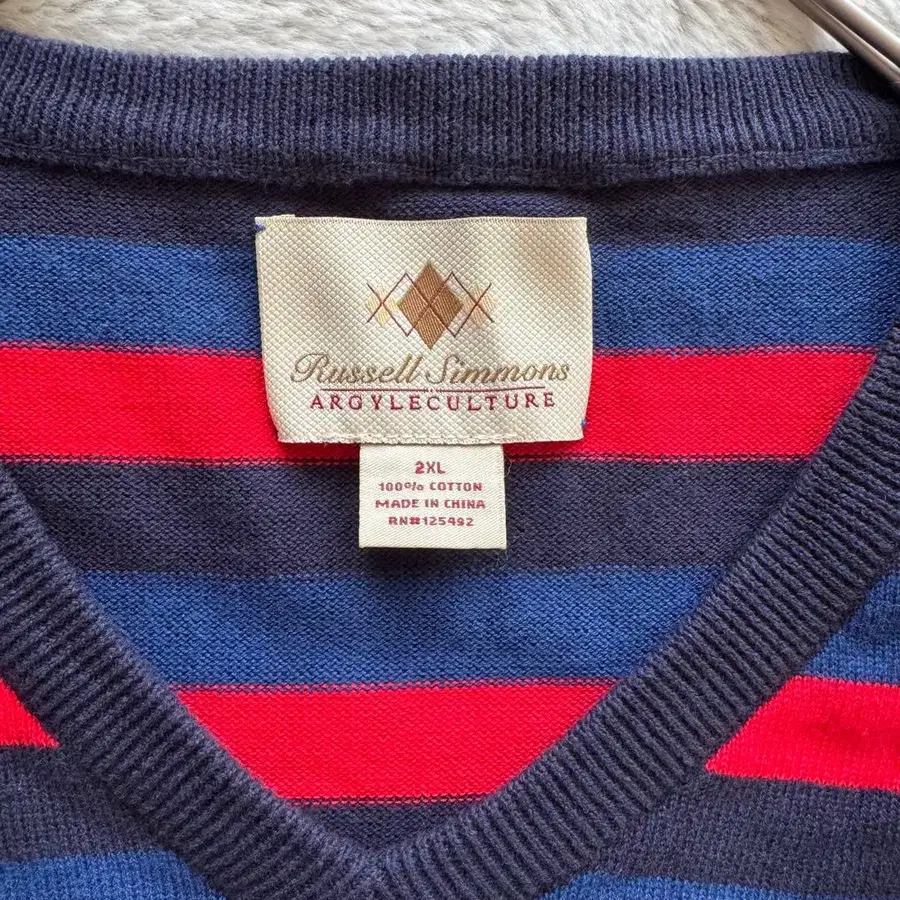 Russell Simmons
ARGYLECULTURE
2XL
100% COTTON
MADE IN CHINA
RN#125492